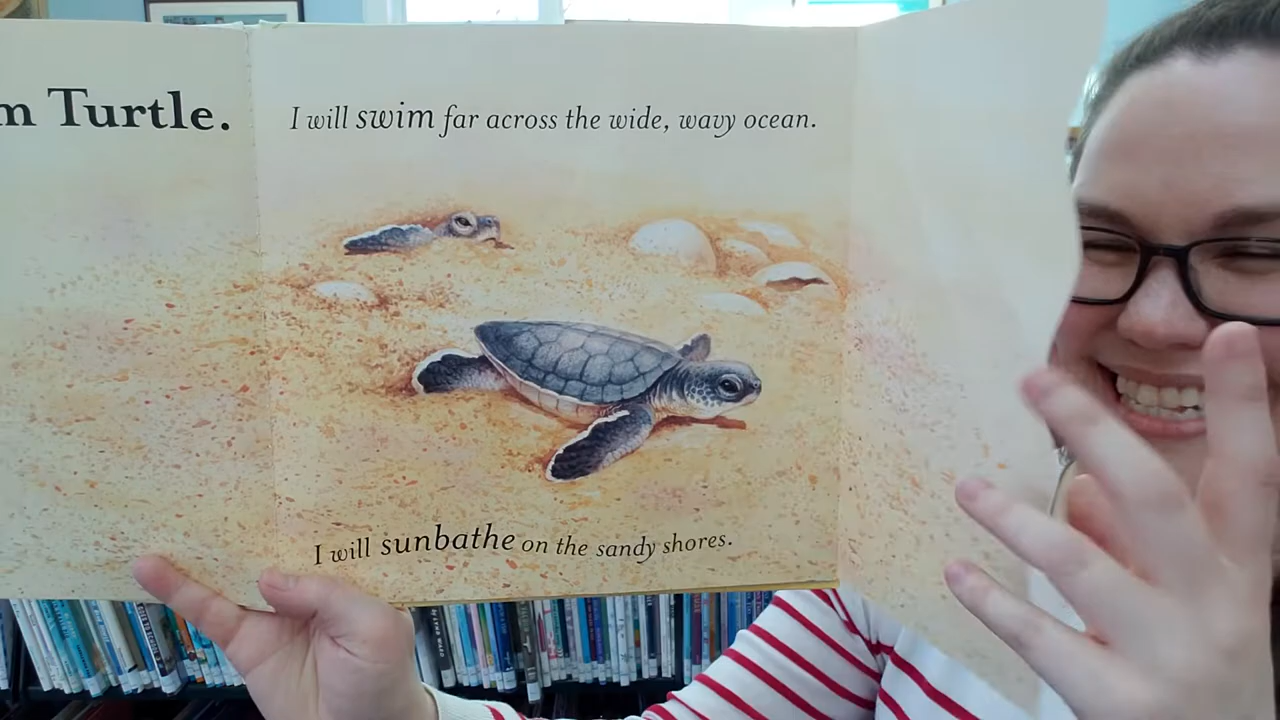 m Turtle.
I will swim far across the wide, wavy ocean.
I will sunbathe on the sandy shores.